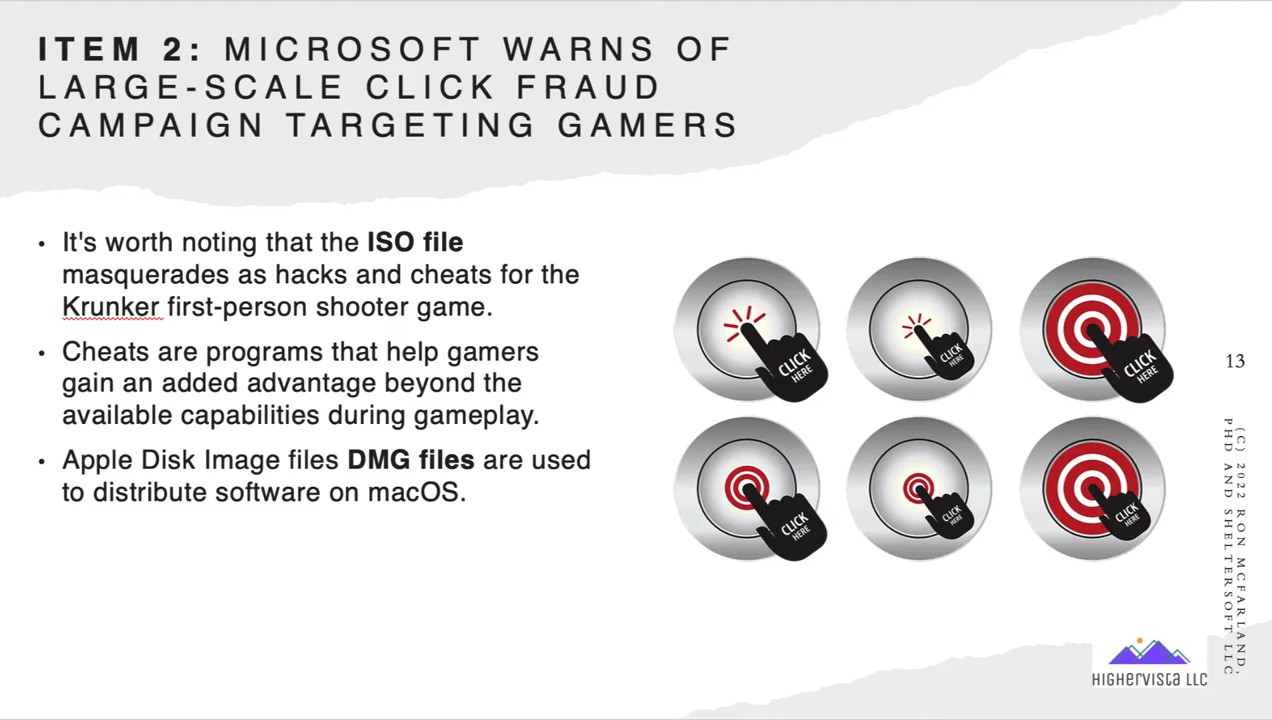 ITEM 2: MICROSOFT WARNS OF
LARGE-SCALE CLICK FRAUD
CAMPAIGN TARGETING GAMERS
• It's worth noting that the ISO file
masquerades as hacks and cheats for the
Krunker first-person shooter game.
• Cheats are programs that help gamers
gain an added advantage beyond the
available capabilities during gameplay.
• Apple Disk Image files DMG files are used
to distribute software on macOS.
CLICK
HERE
CLICK
HERE
CLICK
HERE
CLICK
HERE
CLICK
HERE
CLICK
HERE
13
(C) 2022 RON MCFARLAND,
PHD AND SHELTERSOFT LLC
HIGHERVISTA LLC